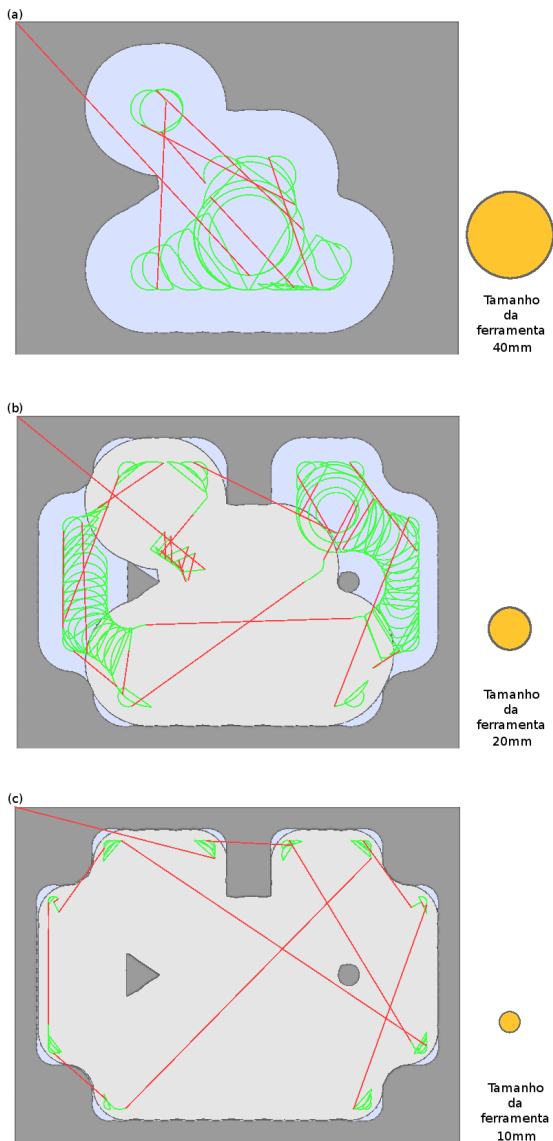 (a)
Tamanho
da
ferramenta
40mm
(b)
Tamanho
da
ferramenta
20mm
(c)
Tamanho
da
ferramenta
10mm